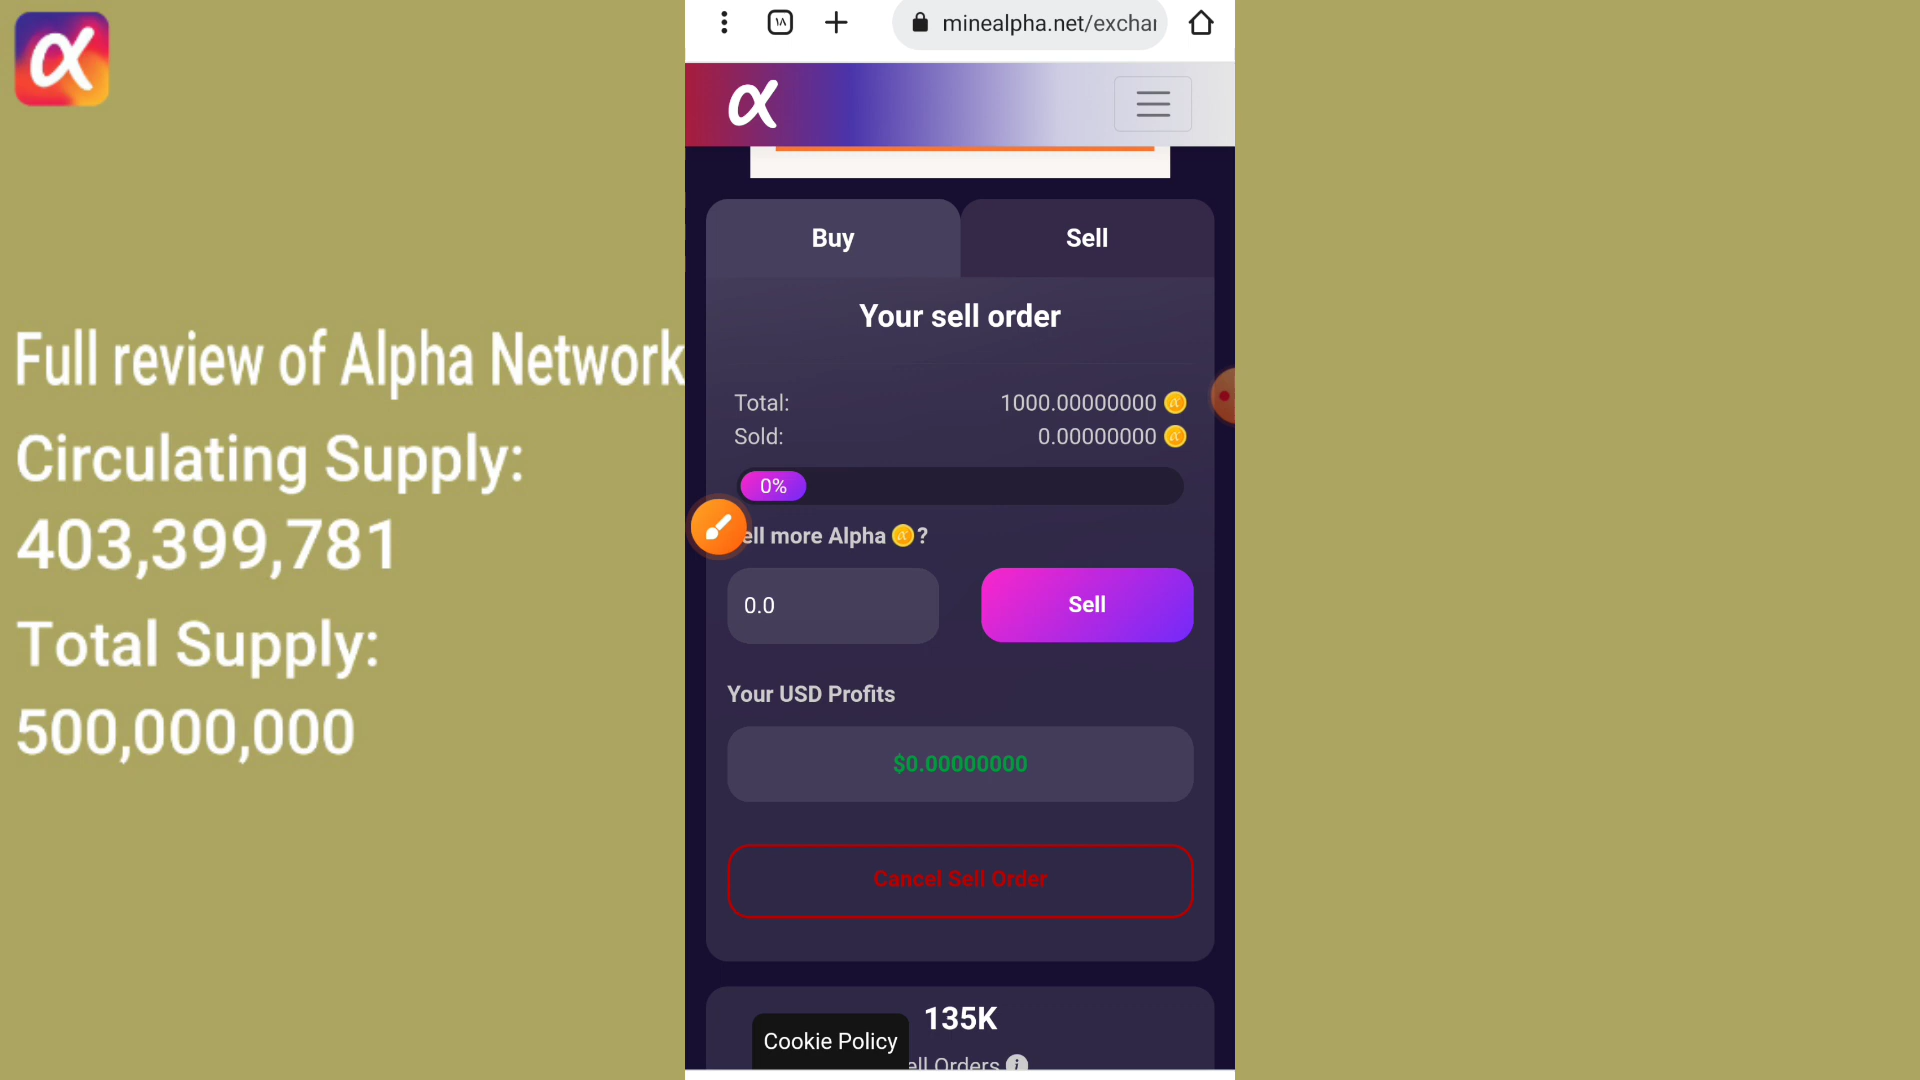 Full review of Alpha Network
Circulating Supply:
403,399,781
Total Supply:
500,000,000
۱۸
minealpha.net/exchar
α
Buy
Sell
Your sell order
Total:
1000.00000000
Sold:
0.00000000
0%
ell more Alpha ?
0.0
Sell
Your USD Profits
$0.00000000
Cancel Sell Order
135K
Cookie Policy
ell Orders